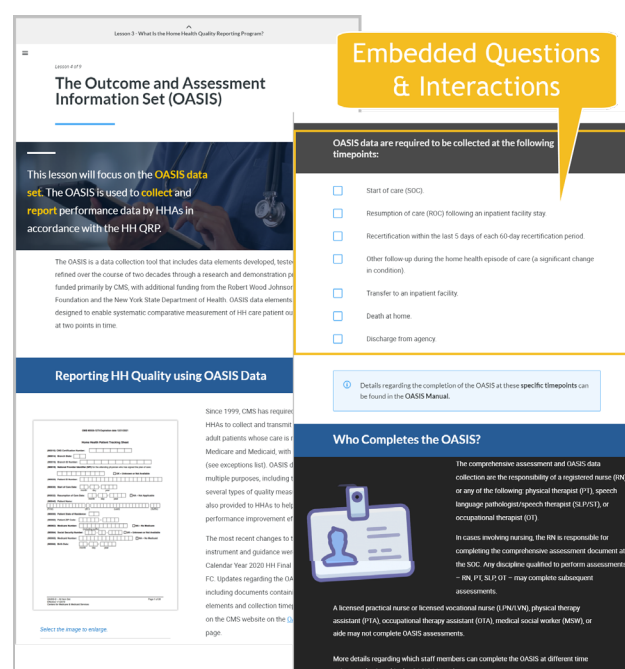 Lesson 3 - What Is the Home Health Quality Reporting Program?
Lesson 4 of 9
The Outcome and Assessment
Information Set (OASIS)
This lesson will focus on the OASIS data
set. The OASIS is used to collect and
report performance data by HHAs in
accordance with the HH QRP.
The OASIS is a data collection tool that includes data elements developed, teste
refined over the course of two decades through a research and demonstration p
funded primarily by CMS, with additional funding from the Robert Wood Johnson
Foundation and the New York State Department of Health. OASIS data elements
designed to enable systematic comparative measurement of HH care patient ou
at two points in time.
Reporting HH Quality using OASIS Data
Home Health Patient Tracking Sheet
Select the image to enlarge.
Since 1999, CMS has required
HHAs to collect and transmit
adult patients whose care is r
Medicare and Medicaid, with
(see exceptions list). OASIS d
multiple purposes, including t
several types of quality meas
also provided to HHAs to help
performance improvement ef
The most recent changes to t
instrument and guidance wer
Calendar Year 2020 HH Final
FC. Updates regarding the OA
including documents contain
elements and collection time
on the CMS website on the
page.
Embedded Questions
& Interactions
OASIS data are required to be collected at the following
timepoints:
Start of care (SOC).
Resumption of care (ROC) following an inpatient facility stay.
Recertification within the last 5 days of each 60-day recertification period.
Other follow-up during the home health episode of care (a significant change
in condition).
Transfer to an inpatient facility.
Death at home.
Discharge from agency.
Details regarding the completion of the OASIS at these specific timepoints can
be found in the OASIS Manual.
Who Completes the OASIS?
The comprehensive assessment and OASIS data
collection are the responsibility of a registered nurse (RN)
or any of the following: physical therapist (PT), speech
language pathologist/speech therapist (SLP/ST), or
occupational therapist (OT).
In cases involving nursing, the RN is responsible for
completing the comprehensive assessment document at
the SOC. Any discipline qualified to perform assessments
– RN, PT, SLP, OT – may complete subsequent
assessments.
A licensed practical nurse or licensed vocational nurse (LPN/LVN), physical therapy
assistant (PTA), occupational therapy assistant (OTA), medical social worker (MSW), or
aide may not complete OASIS assessments.
More details regarding which staff members can complete the OASIS at different time